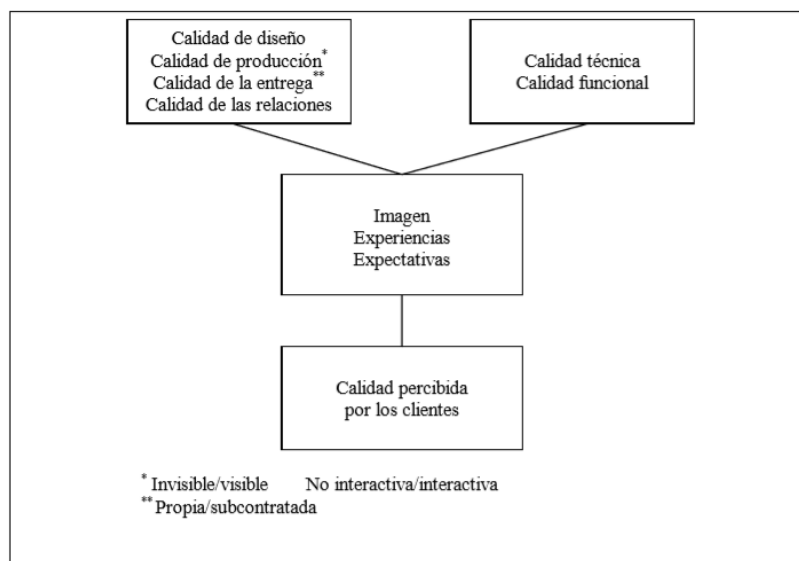 Calidad de diseño
Calidad de producción*
Calidad de la entrega**
Calidad de las relaciones
Calidad técnica
Calidad funcional
Imagen
Experiencias
Expectativas
Calidad percibida
por los clientes
* Invisible/visible No interactiva/interactiva
** Propia/subcontratada